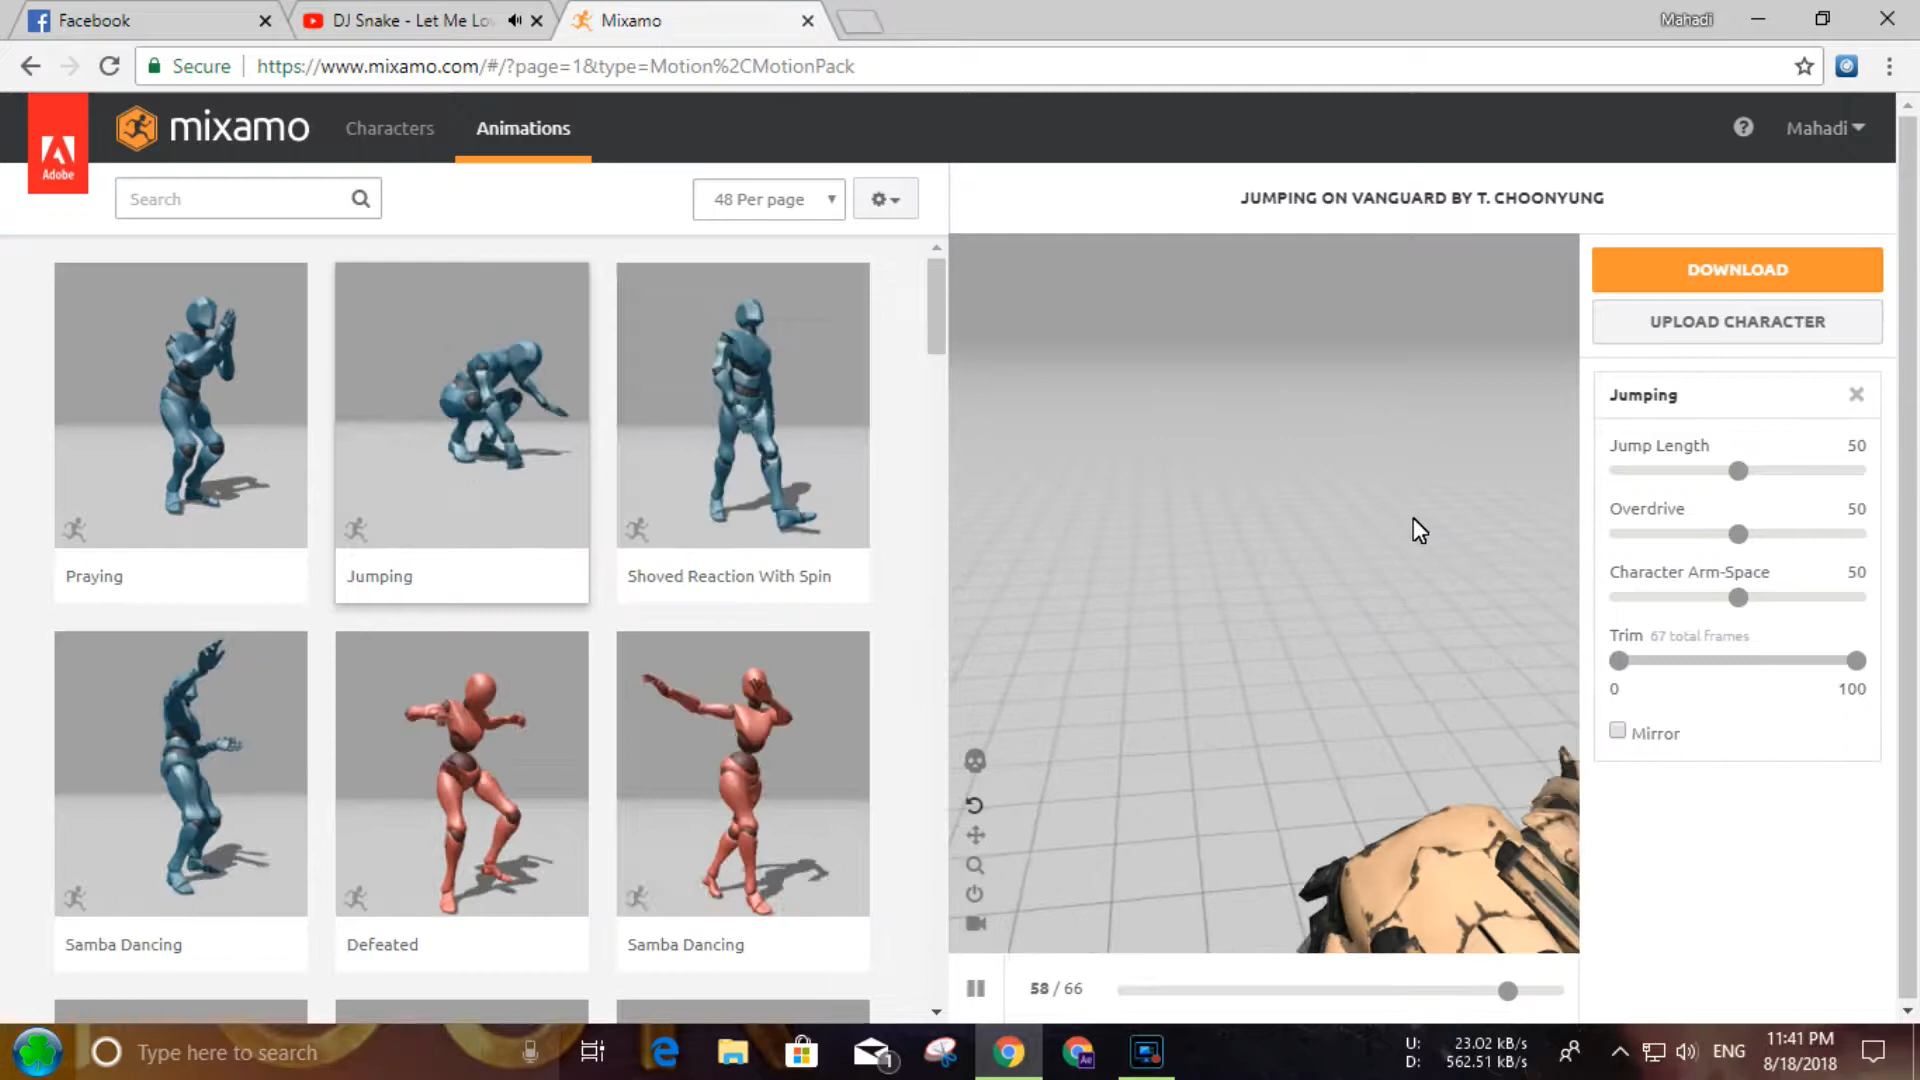 Facebook
DJ Snake - Let Me Lo
Mixamo
Mahadi
Secure
https://www.mixamo.com/#/?page=1&type=Motion%2CMotionPack
Adobe
mixamo
Characters
Animations
?
Mahadi
Search
48 Per page
JUMPING ON VANGUARD BY T. CHOONYUNG
DOWNLOAD
UPLOAD CHARACTER
Praying
Jumping
Shoved Reaction With Spin
Samba Dancing
Defeated
Samba Dancing
Jumping
Jump Length 50
Overdrive 50
Character Arm-Space 50
Trim 67 total frames
0 100
Mirror
58 / 66
Type here to search
1
Ae
U: 23.02 kB/s
D: 562.51 kB/s
ENG
11:41 PM
8/18/2018